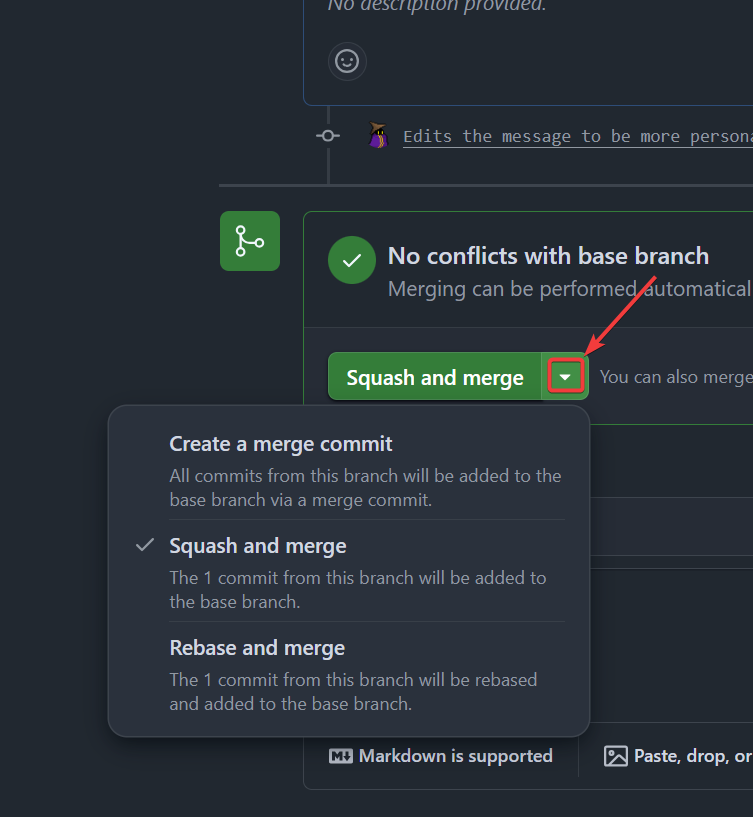 No description provided.
Edits the message to be more persona
No conflicts with base branch
Merging can be performed automatical
Squash and merge
You can also merge
Create a merge commit
All commits from this branch will be added to the
base branch via a merge commit.
Squash and merge
The 1 commit from this branch will be added to
the base branch.
Rebase and merge
The 1 commit from this branch will be rebased
and added to the base branch.
Markdown is supported
Paste, drop, or